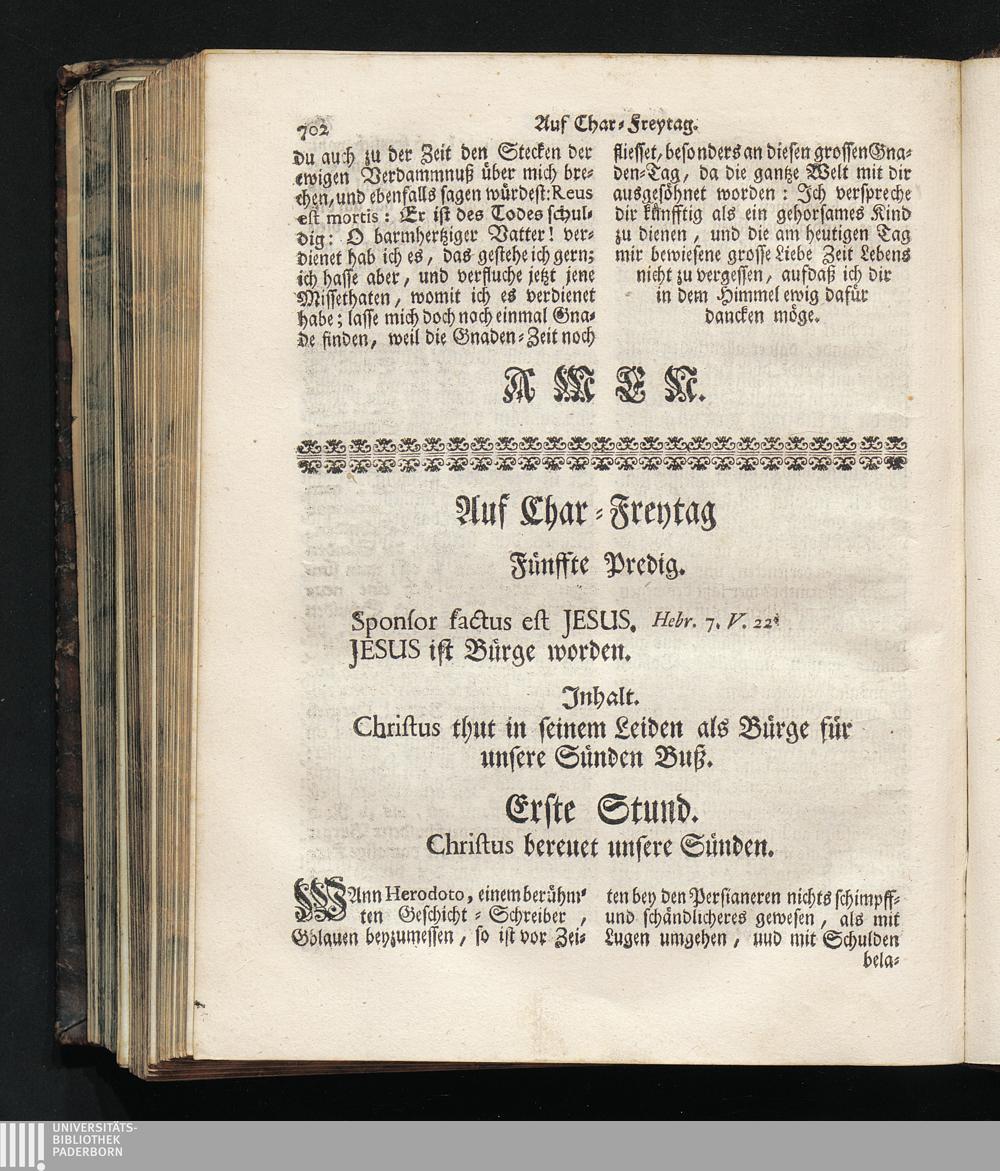 702
Auf Char-Freytag.
du auch zu der Zeit den Stecken der
ewigen Verdammnuß über mich bre-
chen, und ebenfalls sagen würdest: Reus
est mortis: Er ist des Todes schul-
dig: O barmhertziger Vatter! ver-
dienet hab ich es, das gestehe ich gern;
ich hasse aber, und verfluche jetzt jene
Missethaten, womit ich es verdienet
habe; lasse mich doch noch einmal Gna-
de finden, weil die Gnaden-Zeit noch
fliesset, besonders an diesen grossen Gna-
den-Tag, da die gantze Welt mit dir
ausgesöhnet worden: Ich verspreche
dir künfftig als ein gehorsames Kind
zu dienen, und die am heutigen Tag
mir bewiesene grosse Liebe Zeit Lebens
nicht zu vergessen, aufdaß ich dir
in dem Himmel ewig dafür
dancken möge.
AMEN.
Auf Char-Freytag
Fünffte Predig.
Sponsor factus est JESUS. Hebr. 7. V. 22.
JESUS ist Bürge worden.
Inhalt.
Christus thut in seinem Leiden als Bürge für
unsere Sünden Buß.
Erste Stund.
Christus bereuet unsere Sünden.
WAnn Herodoto, einem berühm-
ten Geschicht-Schreiber,
Gölauen beyzumessen, so ist vor Zei-
ten bey den Persianeren nichts schimpff-
und schändlicheres gewesen, als mit
Lugen umgehen, uud mit Schulden
bela-
UNIVERSITÄTS-
BIBLIOTHEK
PADERBORN